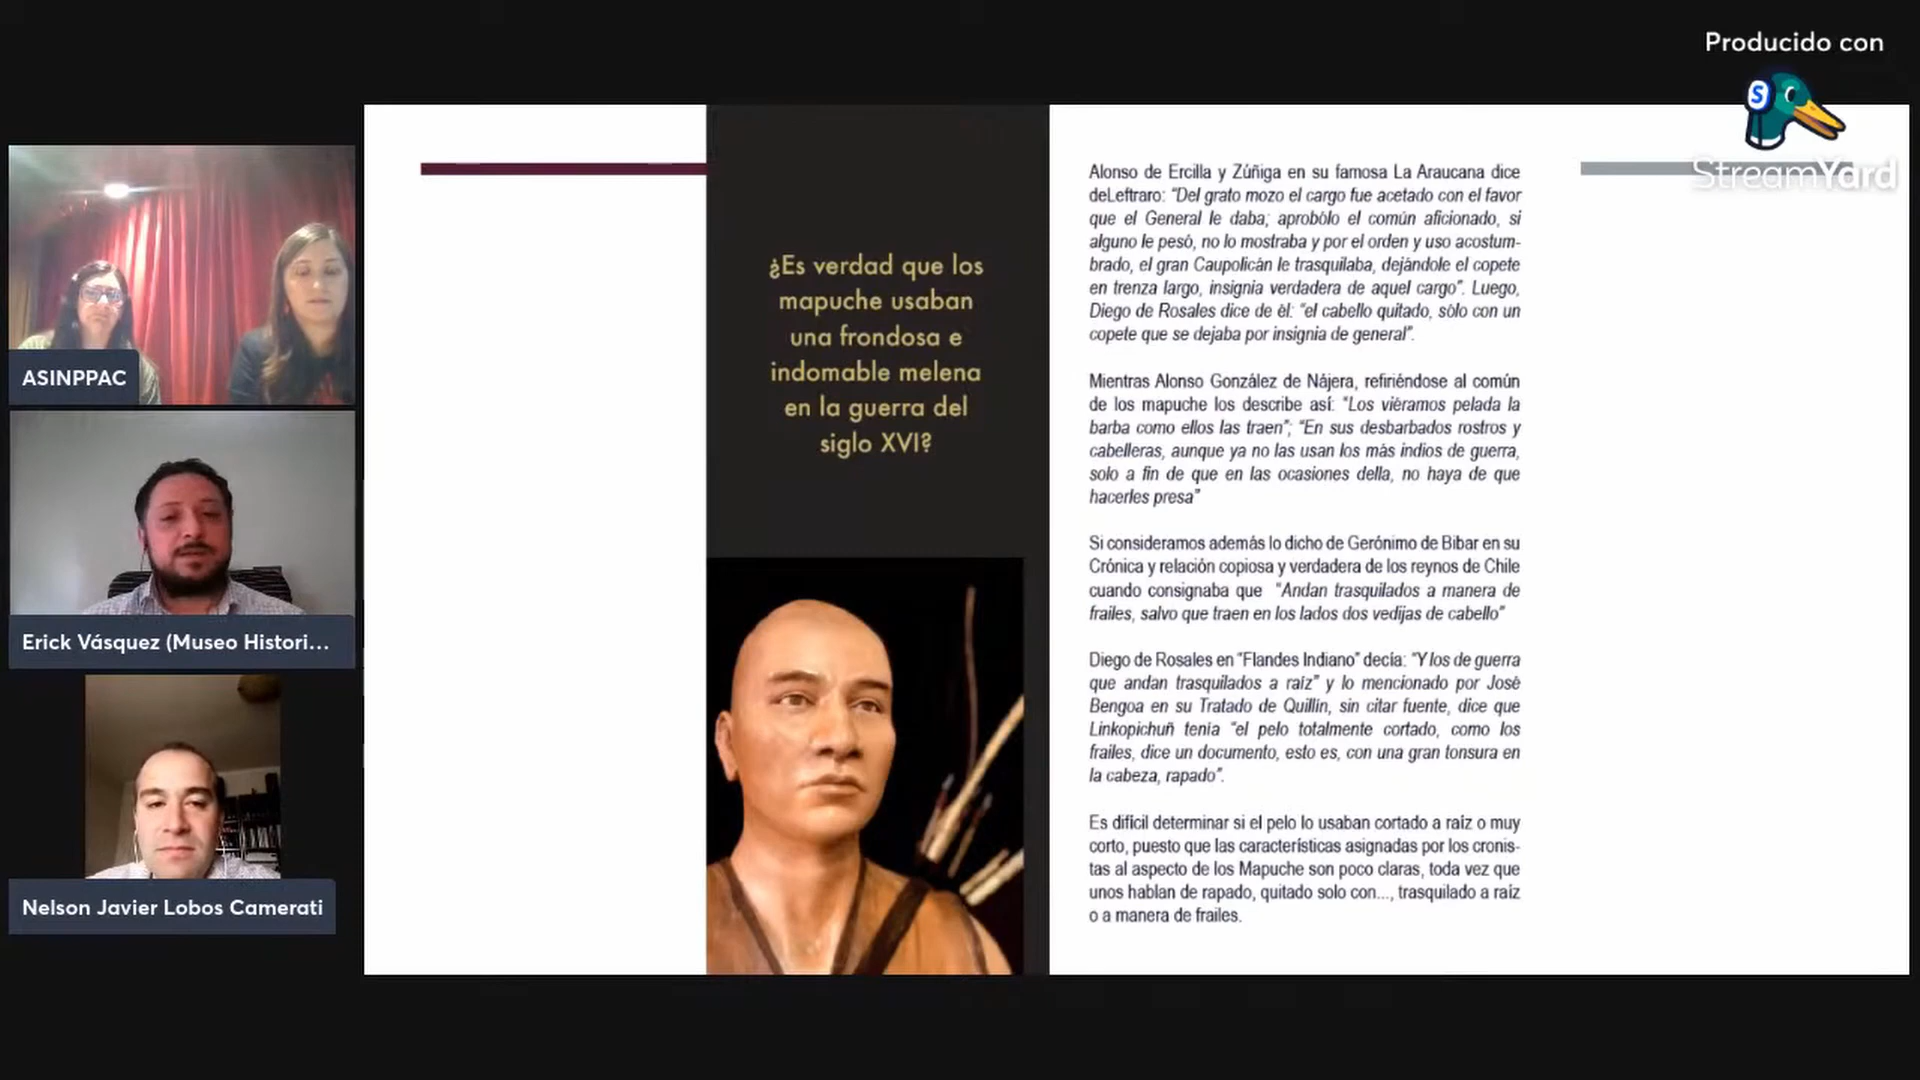 Producido con
StreamYard
ASINPPAC
Erick Vásquez (Museo Histori...
Nelson Javier Lobos Camerati
¿Es verdad que los
mapuche usaban
una frondosa e
indomable melena
en la guerra del
siglo XVI?
Alonso de Ercilla y Zúñiga en su famosa La Araucana dice
deLeftraro: “Del grato mozo el cargo fue acetado con el favor
que el General le daba; aprobólo el común aficionado, si
alguno le pesó, no lo mostraba y por el orden y uso acostum-
brado, el gran Caupolicán le trasquilaba, dejándole el copete
en trenza largo, insignia verdadera de aquel cargo”. Luego,
Diego de Rosales dice de él: “el cabello quitado, sólo con un
copete que se dejaba por insignia de general”.
Mientras Alonso González de Nájera, refiriéndose al común
de los mapuche los describe así: “Los viéramos pelada la
barba como ellos las traen”; “En sus desbarbados rostros y
cabelleras, aunque ya no las usan los más indios de guerra,
solo a fin de que en las ocasiones della, no haya de que
hacerles presa”
Si consideramos además lo dicho de Gerónimo de Bibar en su
Crónica y relación copiosa y verdadera de los reynos de Chile
cuando consignaba que “Andan trasquilados a manera de
frailes, salvo que traen en los lados dos vedijas de cabello”
Diego de Rosales en “Flandes Indiano” decía: “Y los de guerra
que andan trasquilados a raíz” y lo mencionado por José
Bengoa en su Tratado de Quillín, sin citar fuente, dice que
Linkopichuñ tenía “el pelo totalmente cortado, como los
frailes, dice un documento, esto es, con una gran tonsura en
la cabeza, rapado”.
Es difícil determinar si el pelo lo usaban cortado a raíz o muy
corto, puesto que las características asignadas por los cronis-
tas al aspecto de los Mapuche son poco claras, toda vez que
unos hablan de rapado, quitado solo con..., trasquilado a raíz
o a manera de frailes.